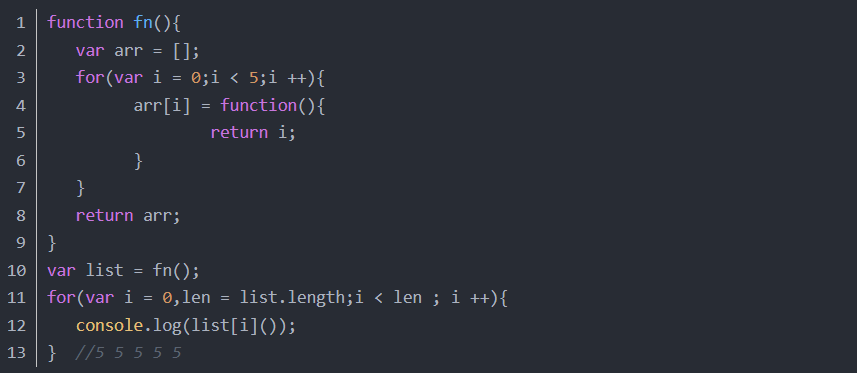 1 function fn(){
2 var arr = [];
3 for(var i = 0;i < 5;i ++){
4 arr[i] = function(){
5 return i;
6 }
7 }
8 return arr;
9 }
10 var list = fn();
11 for(var i = 0,len = list.length;i < len ; i ++){
12 console.log(list[i]());
13 } //5 5 5 5 5